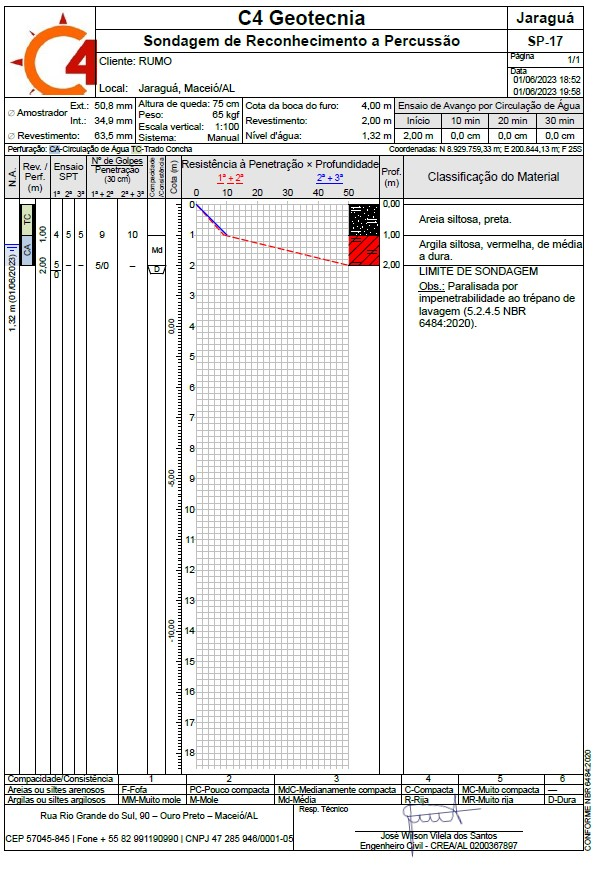 C4 Geotecnia
Jaraguá
Sondagem de Reconhecimento a Percussão
SP-17
C4
Cliente: RUMO
Página
1/1
Local: Jaraguá, Maceió/AL
Data
01/06/2023 18:52
01/06/2023 19:58
Ø Amostrador
Ext.: 50,8 mm
Int.: 34,9 mm
Ø Revestimento: 63,5 mm
Altura de queda: 75 cm
Peso: 65 kgf
Escala vertical: 1:100
Sistema: Manual
Cota da boca do furo: 4,00 m
Revestimento: 2,00 m
Nível d'água: 1,32 m
Ensaio de Avanço por Circulação de Água
Início 10 min 20 min 30 min
2,00 m 0,0 cm 0,0 cm 0,0 cm
Perfuração: CA-Circulação de Água TC-Trado Concha
Coordenadas: N 8.929.759,33 m; E 200.844,13 m; F 25S
N.A.
Rev. /
Perf.
(m)
Ensaio
SPT
1ª 2ª 3ª
Nº de Golpes
Penetração
(30 cm)
1ª + 2ª 2ª + 3ª
Compacidade
/Consistência
Cota (m)
Resistência à Penetração × Profundidade
1ª + 2ª 2ª + 3ª
0 10 20 30 40 50
Prof.
(m)
Classificação do Material
1,32 m (01/06/2023)
TC
CA
1,00
2,00
4 5 5 9 10
Md
5 – – 5/0 – D
0
0,00
-5,00
-10,00
0
1
2
3
4
5
6
7
8
9
10
11
12
13
14
15
16
17
18
0,00
1,00
2,00
Areia siltosa, preta.
Argila siltosa, vermelha, de média
a dura.
LIMITE DE SONDAGEM
Obs.: Paralisada por
impenetrabilidade ao trépano de
lavagem (5.2.4.5 NBR
6484:2020).
Compacidade/Consistência 1 2 3 4 5 6
Areias ou siltes arenosos F-Fofa PC-Pouco compacta MdC-Medianamente compacta C-Compacta MC-Muito compacta —
Argilas ou siltes argilosos MM-Muito mole M-Mole Md-Média R-Rija MR-Muito rija D-Dura
Rua Rio Grande do Sul, 90 – Ouro Preto – Maceió/AL
CEP 57045-845 | Fone + 55 82 991190990 | CNPJ 47 285 946/0001-05
Resp. Técnico
José Wilson Vilela dos Santos
Engenheiro Civil - CREA/AL 0200367897
CONFORME NBR 6484:2020